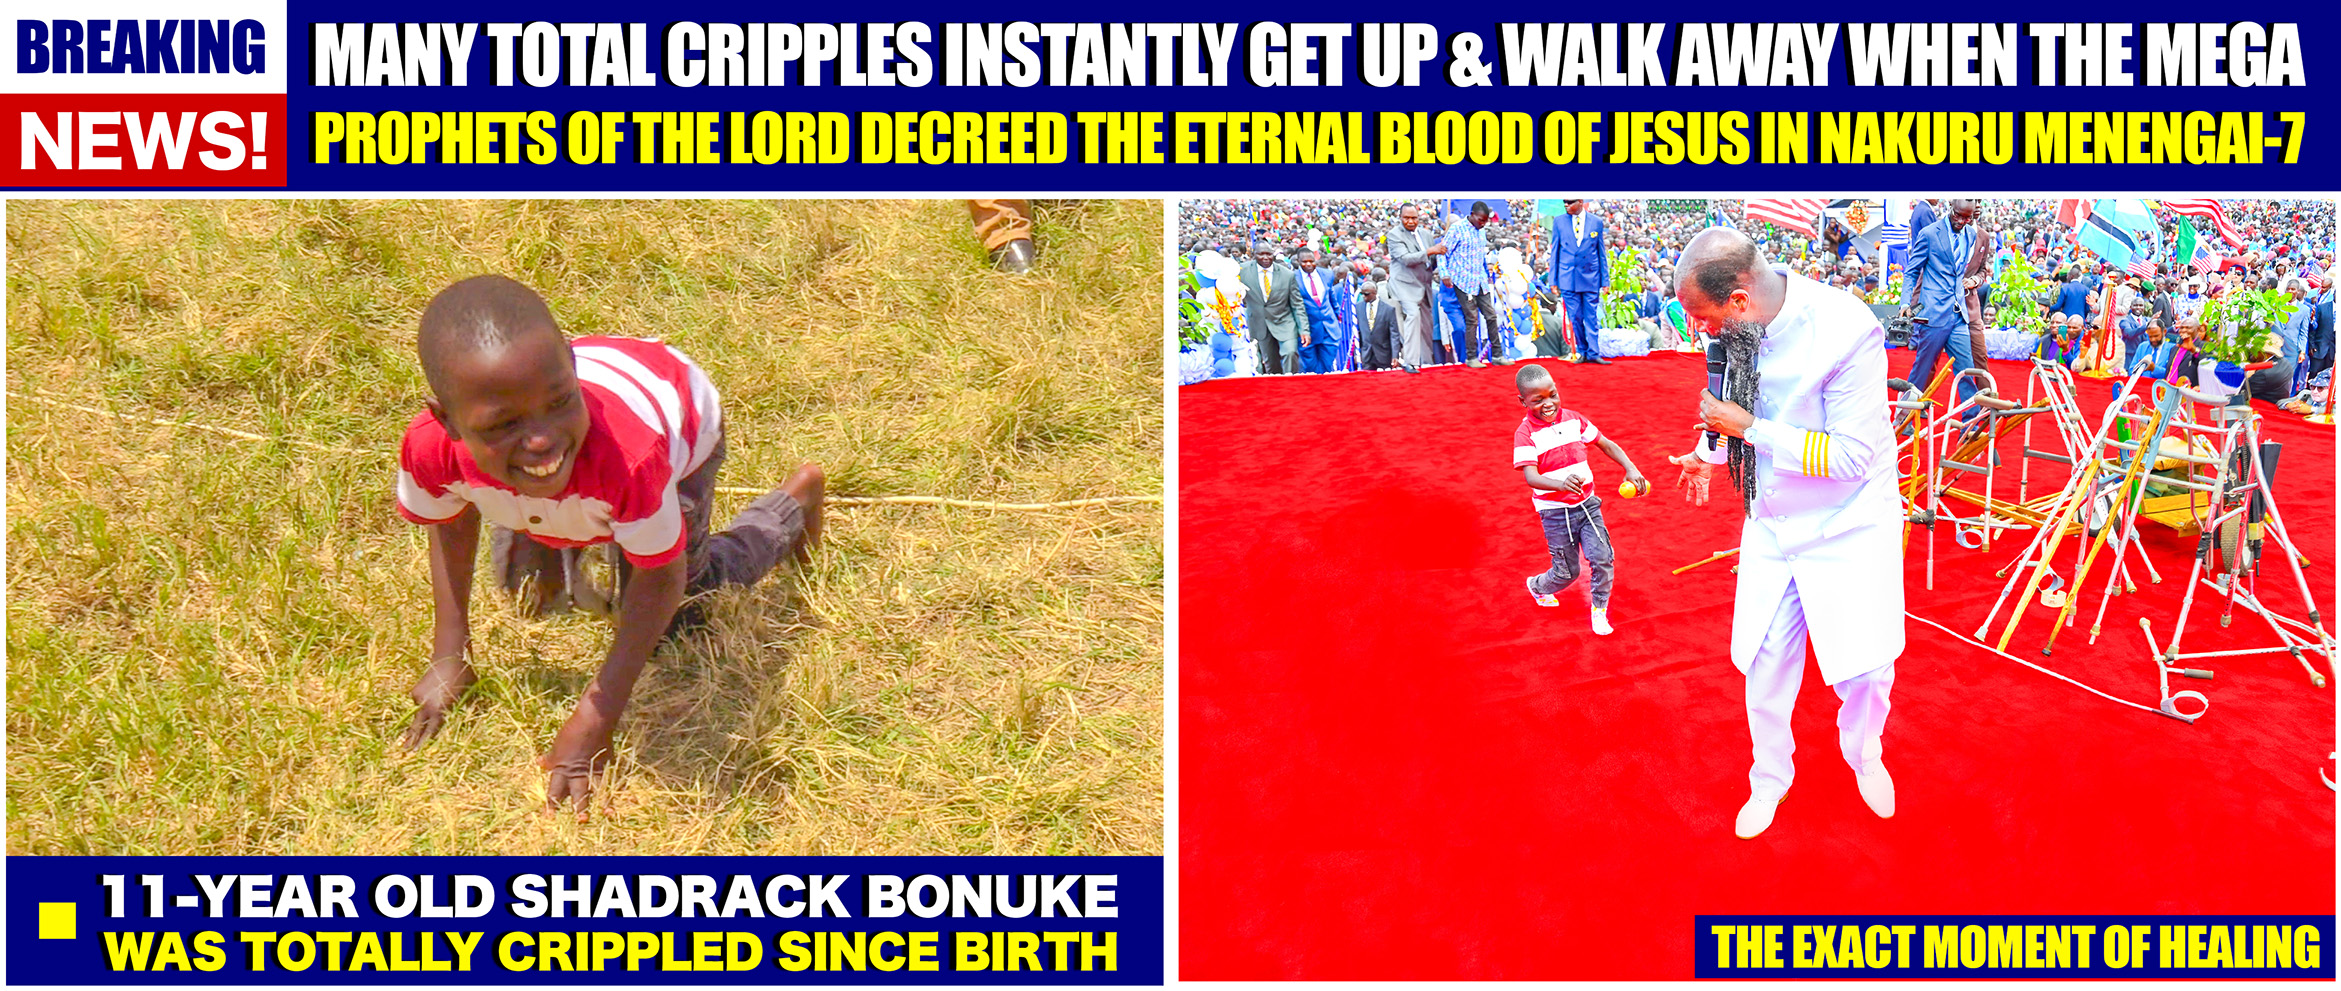 BREAKING
NEWS!
MANY TOTAL CRIPPLES INSTANTLY GET UP & WALK AWAY WHEN THE MEGA
PROPHETS OF THE LORD DECREED THE ETERNAL BLOOD OF JESUS IN NAKURU MENENGAI-7
11-YEAR OLD SHADRACK BONUKE
WAS TOTALLY CRIPPLED SINCE BIRTH
THE EXACT MOMENT OF HEALING